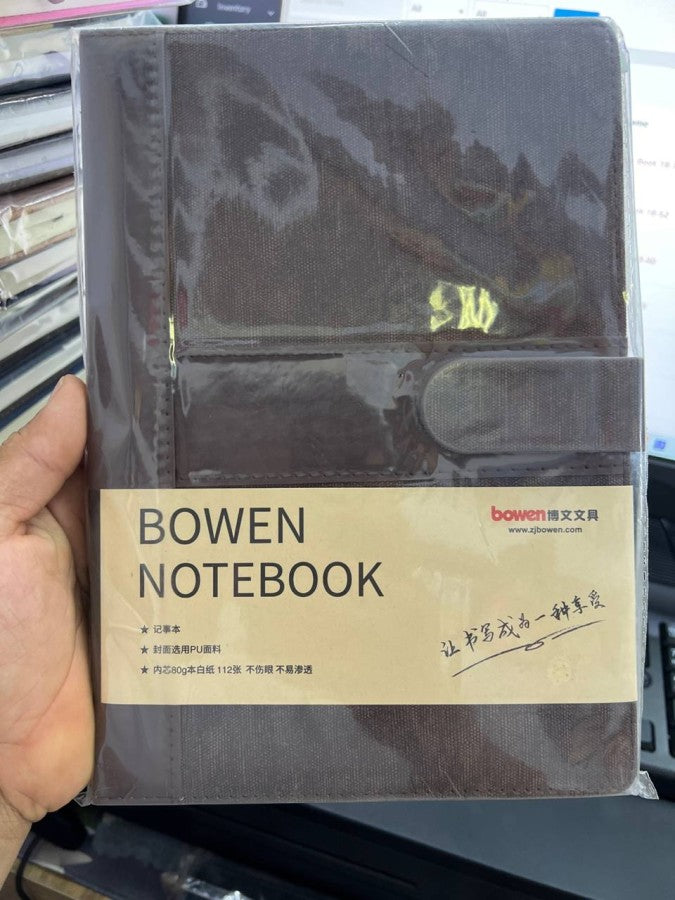 Inventory
BOWEN
NOTEBOOK
bowen博文文具
www.zjbowen.com
让书写成为一种享受
★ 记事本
★ 封面选用PU面料
★ 内芯80g本白纸 112张 不伤眼 不易渗透